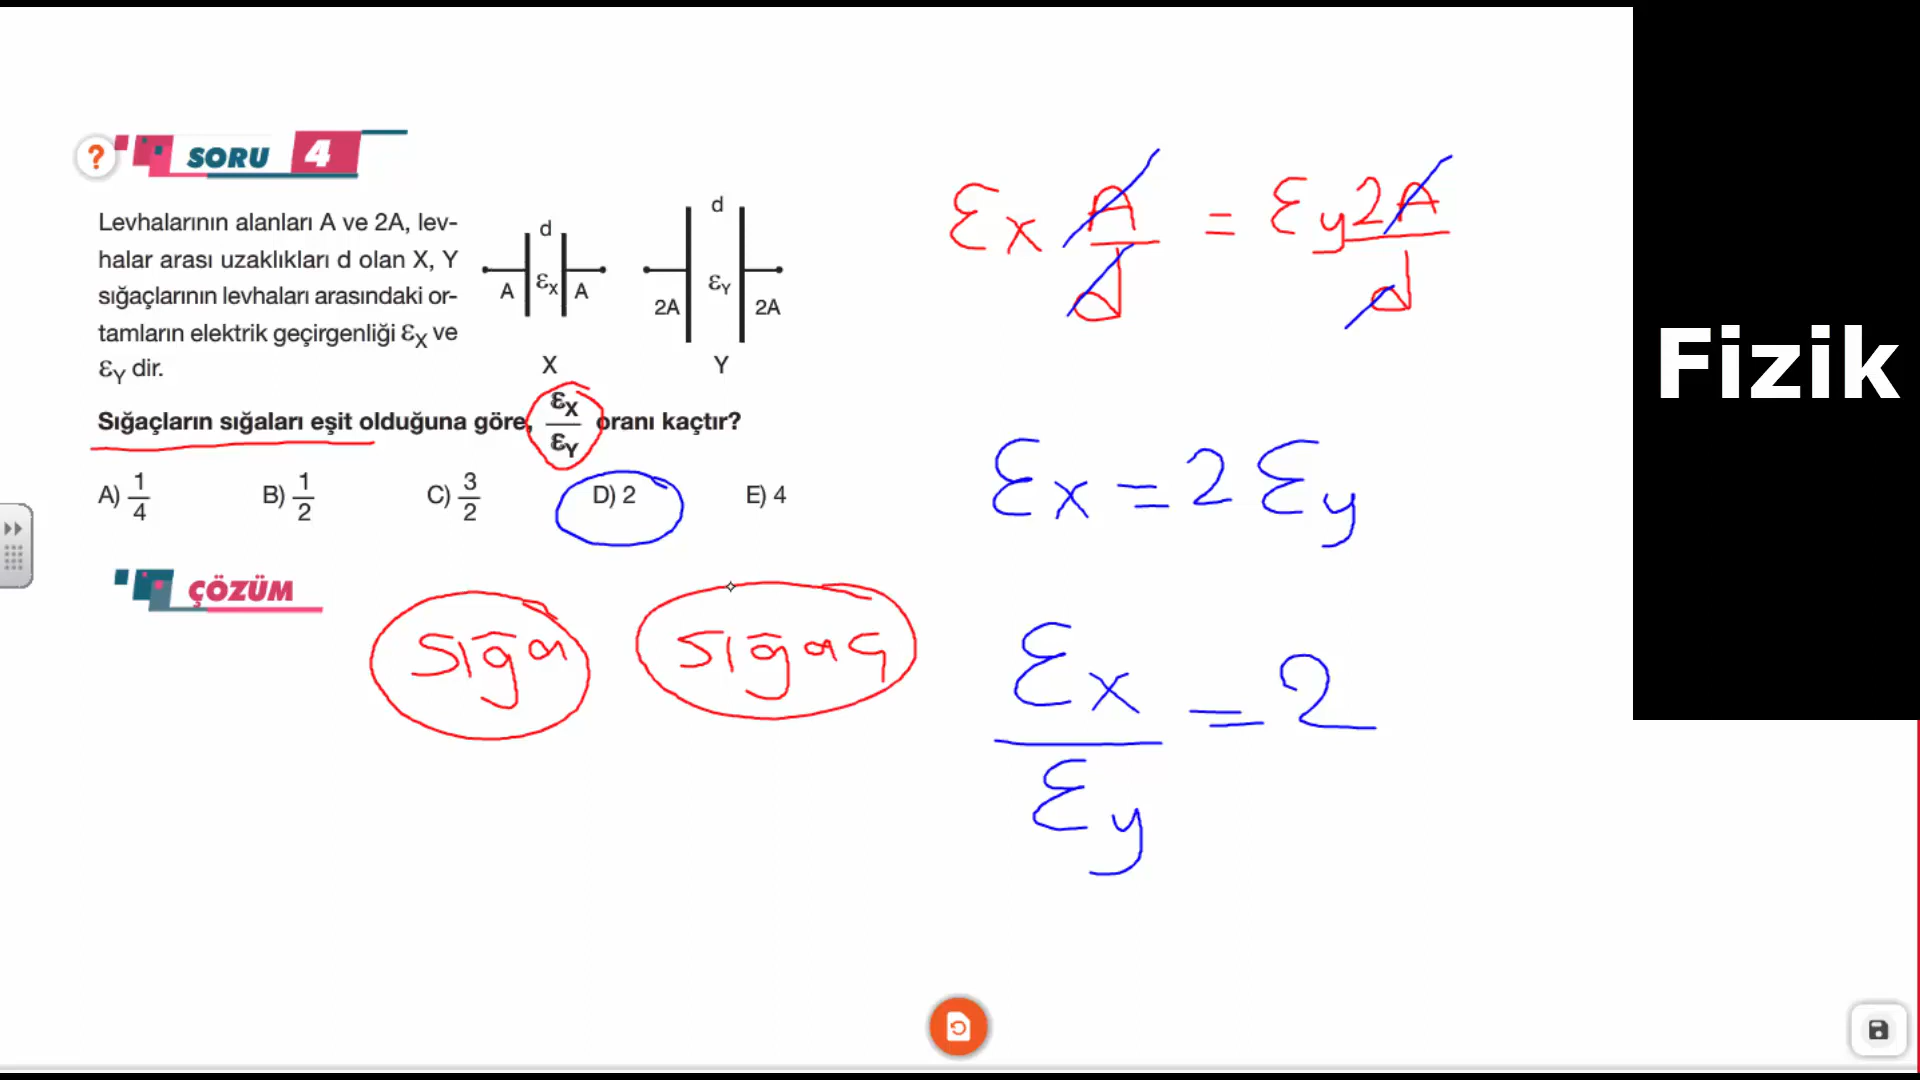 ? SORU 4
Levhalarının alanları A ve 2A, lev-
halar arası uzaklıkları d olan X, Y
sığaçlarının levhaları arasındaki or-
tamların elektrik geçirgenliği εX ve
εY dir.
d
A εX A
X
d
2A εY 2A
Y
Sığaçların sığaları eşit olduğuna göre, εX/εY oranı kaçtır?
A) 1/4 B) 1/2 C) 3/2 D) 2 E) 4
ÇÖZÜM
sığa sığaç
εx A/d = εy 2A/d
εx = 2 εy
εx/εy = 2
Fizik